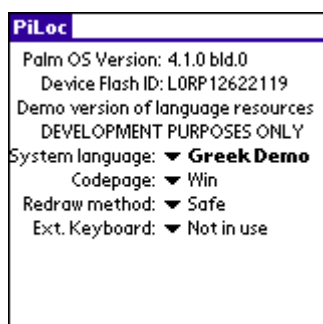 PiLoc
Palm OS Version: 4.1.0 bld.0
Device Flash ID: L0RP12622119
Demo version of language resources
DEVELOPMENT PURPOSES ONLY
System language: Greek Demo
Codepage: Win
Redraw method: Safe
Ext. Keyboard: Not in use